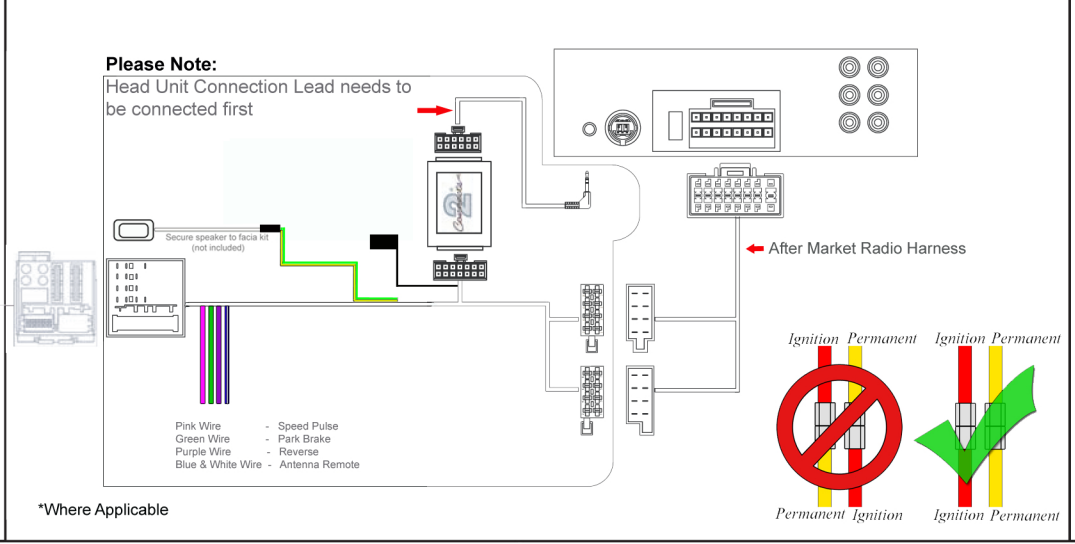 Please Note:
Head Unit Connection Lead needs to
be connected first
Connects2
Secure speaker to facia kit
(not included)
After Market Radio Harness
Ignition Permanent
Ignition Permanent
Pink Wire - Speed Pulse
Green Wire - Park Brake
Purple Wire - Reverse
Blue & White Wire - Antenna Remote
Permanent Ignition
Ignition Permanent
*Where Applicable